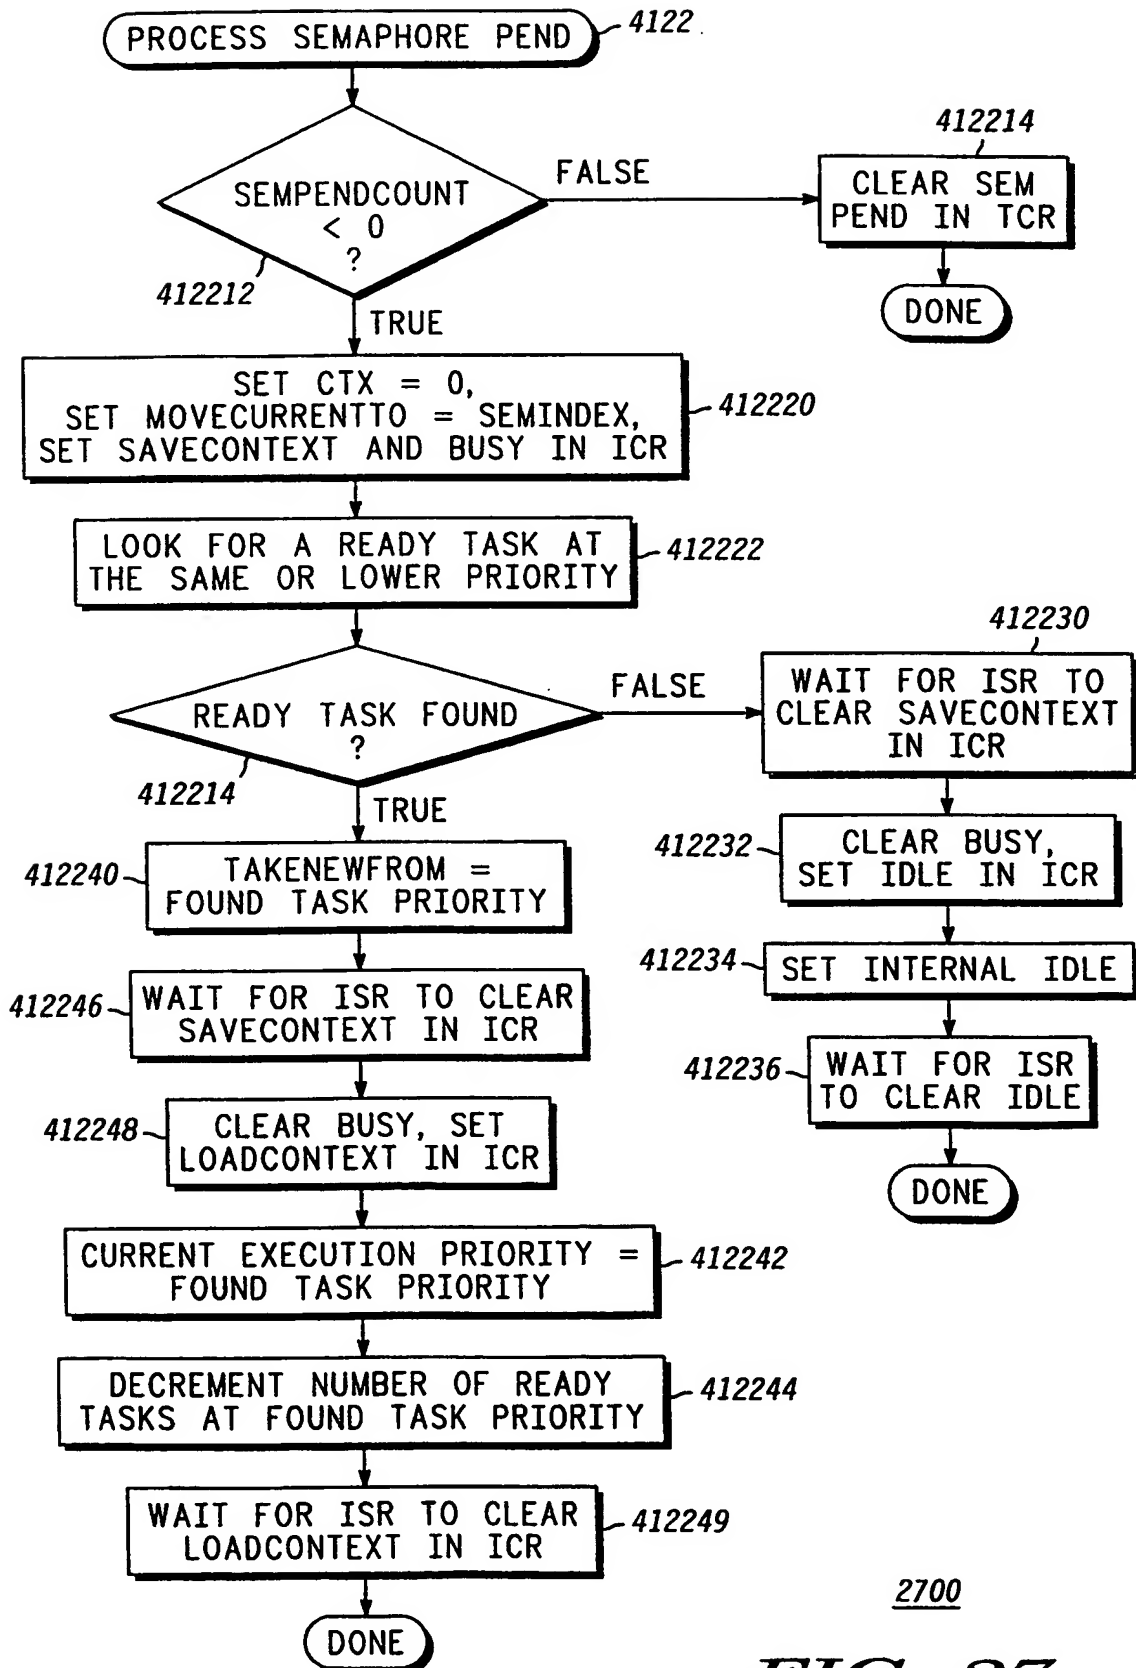 PROCESS SEMAPHORE PEND
4122
SEMPENDCOUNT
< 0
?
412212
FALSE
412214
CLEAR SEM
PEND IN TCR
DONE
TRUE
SET CTX = 0,
SET MOVECURRENTTO = SEMINDEX,
SET SAVECONTEXT AND BUSY IN ICR
412220
LOOK FOR A READY TASK AT
THE SAME OR LOWER PRIORITY
412222
READY TASK FOUND
?
412214
FALSE
412230
WAIT FOR ISR TO
CLEAR SAVECONTEXT
IN ICR
412232
CLEAR BUSY,
SET IDLE IN ICR
412234
SET INTERNAL IDLE
412236
WAIT FOR ISR
TO CLEAR IDLE
DONE
TRUE
412240
TAKENEWFROM =
FOUND TASK PRIORITY
412246
WAIT FOR ISR TO CLEAR
SAVECONTEXT IN ICR
412248
CLEAR BUSY, SET
LOADCONTEXT IN ICR
CURRENT EXECUTION PRIORITY =
FOUND TASK PRIORITY
412242
DECREMENT NUMBER OF READY
TASKS AT FOUND TASK PRIORITY
412244
WAIT FOR ISR TO CLEAR
LOADCONTEXT IN ICR
412249
DONE
2700
FIG. 27